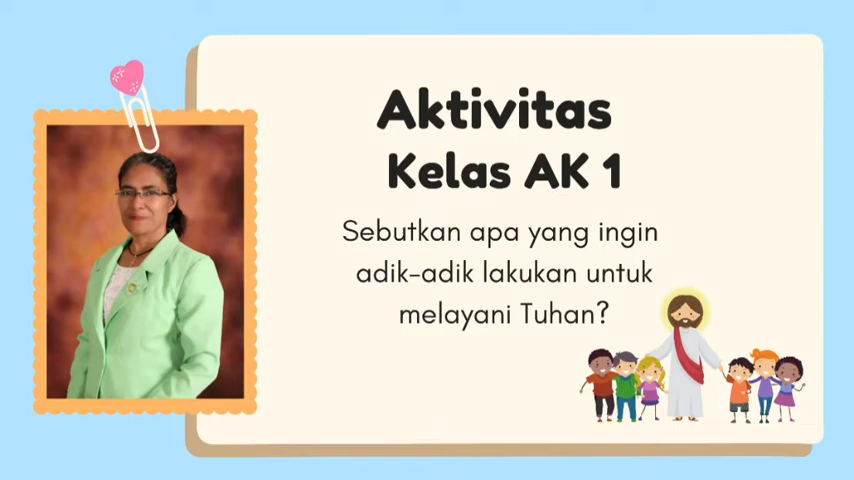 Aktivitas
Kelas AK 1
Sebutkan apa yang ingin
adik-adik lakukan untuk
melayani Tuhan?